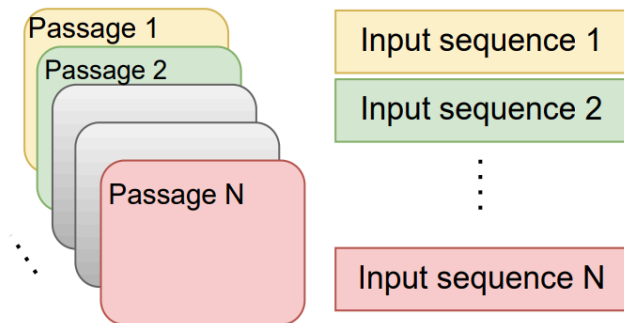 Passage 1
Passage 2
Passage N
Input sequence 1
Input sequence 2
Input sequence N